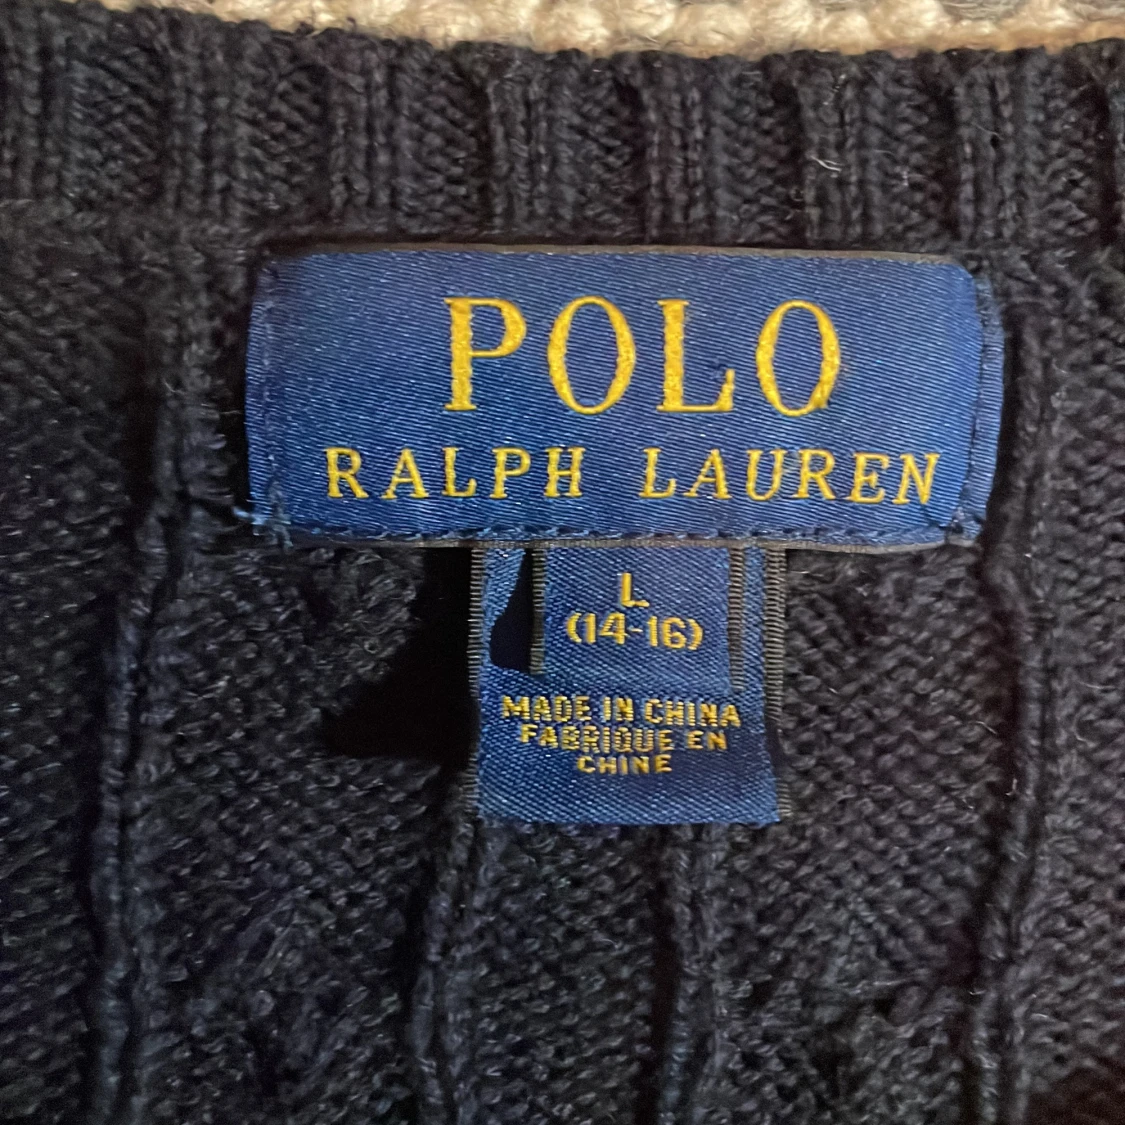 POLO
RALPH LAUREN
L
(14-16)
MADE IN CHINA
FABRIQUE EN
CHINE